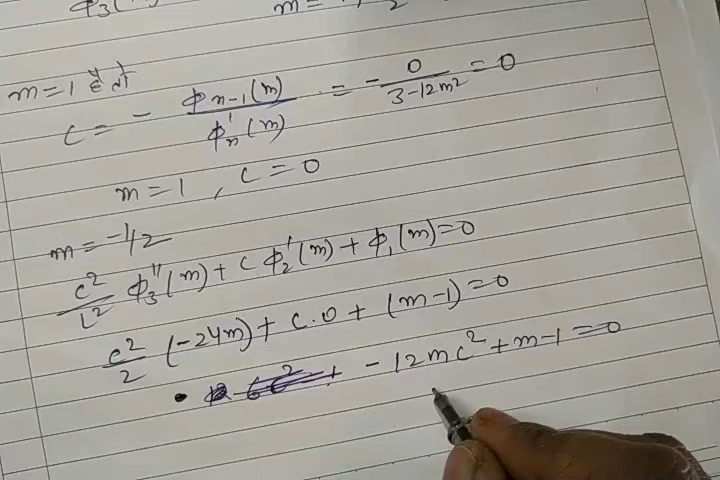 m = 1 है तो
c = - ϕn-1(m) / ϕ'n(m) = - 0 / 3-12m² = 0
m = 1 , c = 0
m = -1/2
c²/L² ϕ3''(m) + c ϕ2'(m) + ϕ1(m) = 0
c²/2 (-24m) + c.0 + (m-1) = 0
• - 12mc² + m-1 = 0